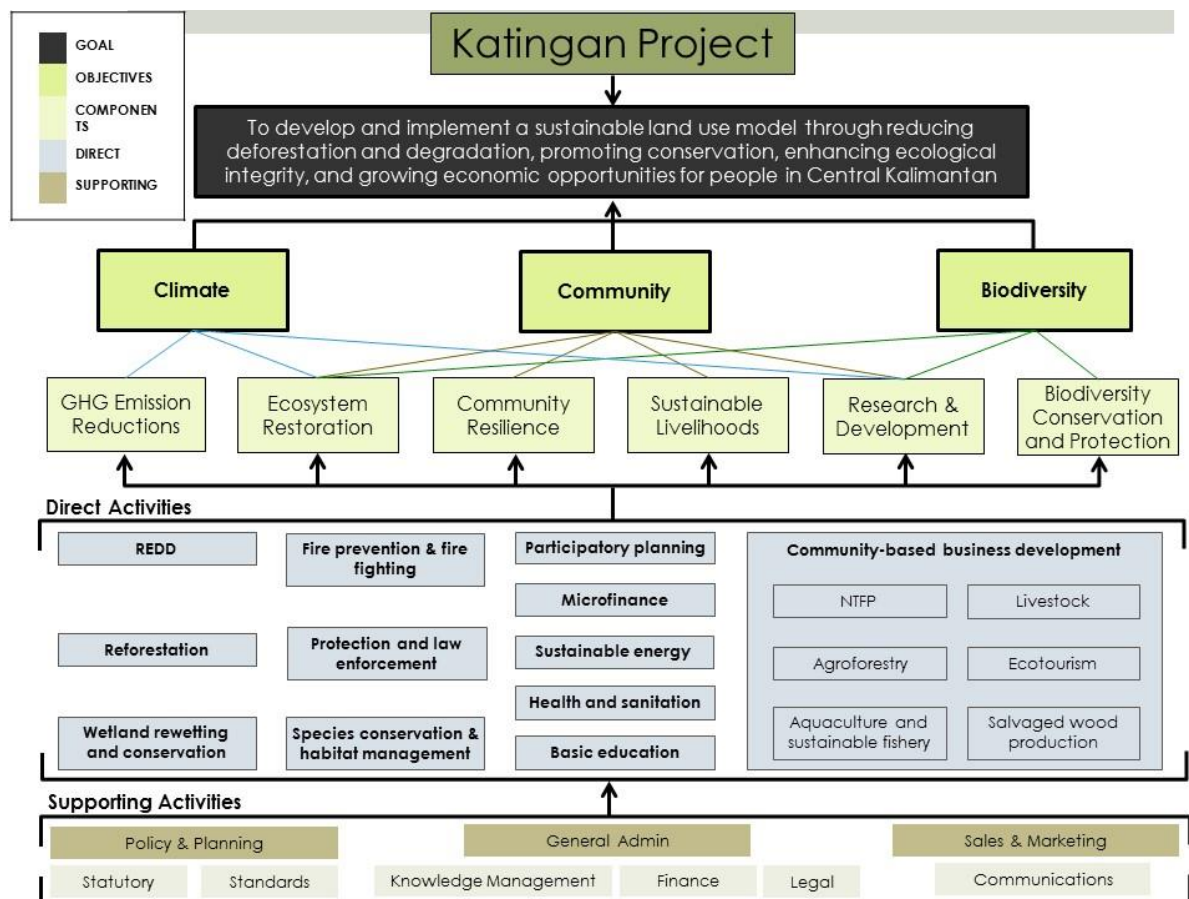 Katingan Project
GOAL
OBJECTIVES
COMPONEN
TS
DIRECT
SUPPORTING
To develop and implement a sustainable land use model through reducing
deforestation and degradation, promoting conservation, enhancing ecological
integrity, and growing economic opportunities for people in Central Kalimantan
Climate
Community
Biodiversity
GHG Emission
Reductions
Ecosystem
Restoration
Community
Resilience
Sustainable
Livelihoods
Research &
Development
Biodiversity
Conservation
and Protection
Direct Activities
REDD
Reforestation
Wetland rewetting
and conservation
Fire prevention & fire
fighting
Protection and law
enforcement
Species conservation &
habitat management
Participatory planning
Microfinance
Sustainable energy
Health and sanitation
Basic education
Community-based business development
NTFP
Livestock
Agroforestry
Ecotourism
Aquaculture and
sustainable fishery
Salvaged wood
production
Supporting Activities
Policy & Planning
Statutory
Standards
General Admin
Knowledge Management
Finance
Legal
Sales & Marketing
Communications